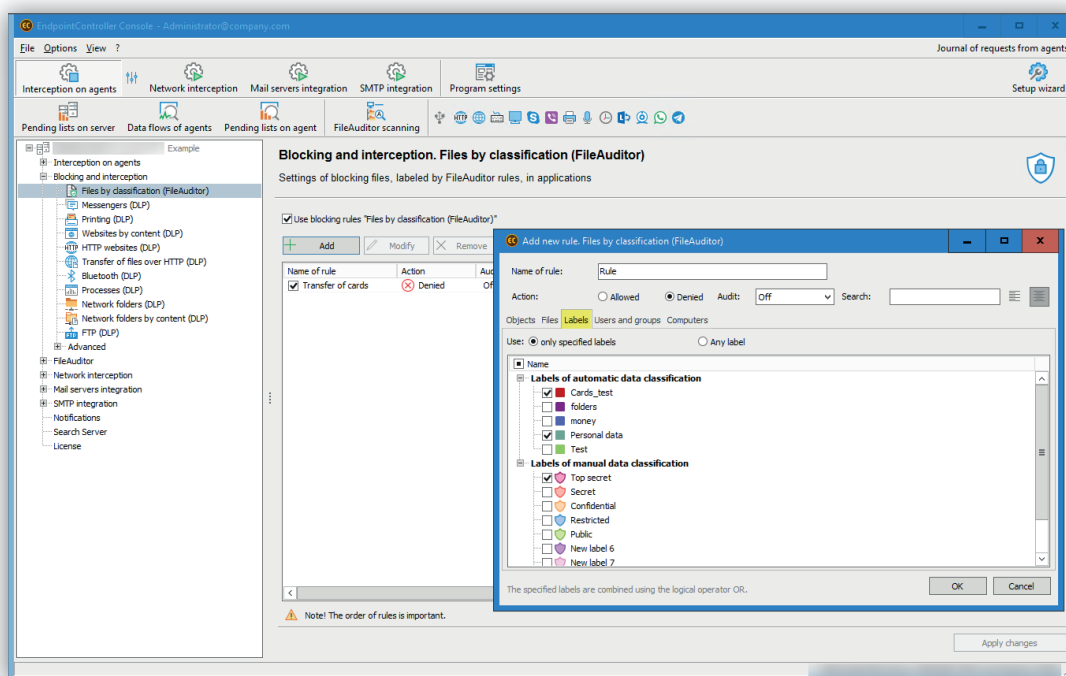 EndpointController Console - Administrator@company.com
File Options View ?
Journal of requests from agents
Interception on agents
Network interception
Mail servers integration
SMTP integration
Program settings
Setup wizard
Pending lists on server
Data flows of agents
Pending lists on agent
FileAuditor scanning
Example
Interception on agents
Blocking and interception
Files by classification (FileAuditor)
Messengers (DLP)
Printing (DLP)
Websites by content (DLP)
HTTP websites (DLP)
Transfer of files over HTTP (DLP)
Bluetooth (DLP)
Processes (DLP)
Network folders (DLP)
Network folders by content (DLP)
FTP (DLP)
Advanced
FileAuditor
Network interception
Mail servers integration
SMTP integration
Notifications
Search Server
License
Blocking and interception. Files by classification (FileAuditor)
Settings of blocking files, labeled by FileAuditor rules, in applications
Use blocking rules "Files by classification (FileAuditor)"
Add Modify Remove
Name of rule Action Au
Transfer of cards Denied Of
Note! The order of rules is important.
Apply changes
Add new rule. Files by classification (FileAuditor)
Name of rule: Rule
Action: Allowed Denied Audit: Off Search:
Objects Files Labels Users and groups Computers
Use: only specified labels Any label
Name
Labels of automatic data classification
Cards_test
folders
money
Personal data
Test
Labels of manual data classification
Top secret
Secret
Confidential
Restricted
Public
New label 6
New label 7
The specified labels are combined using the logical operator OR.
OK Cancel